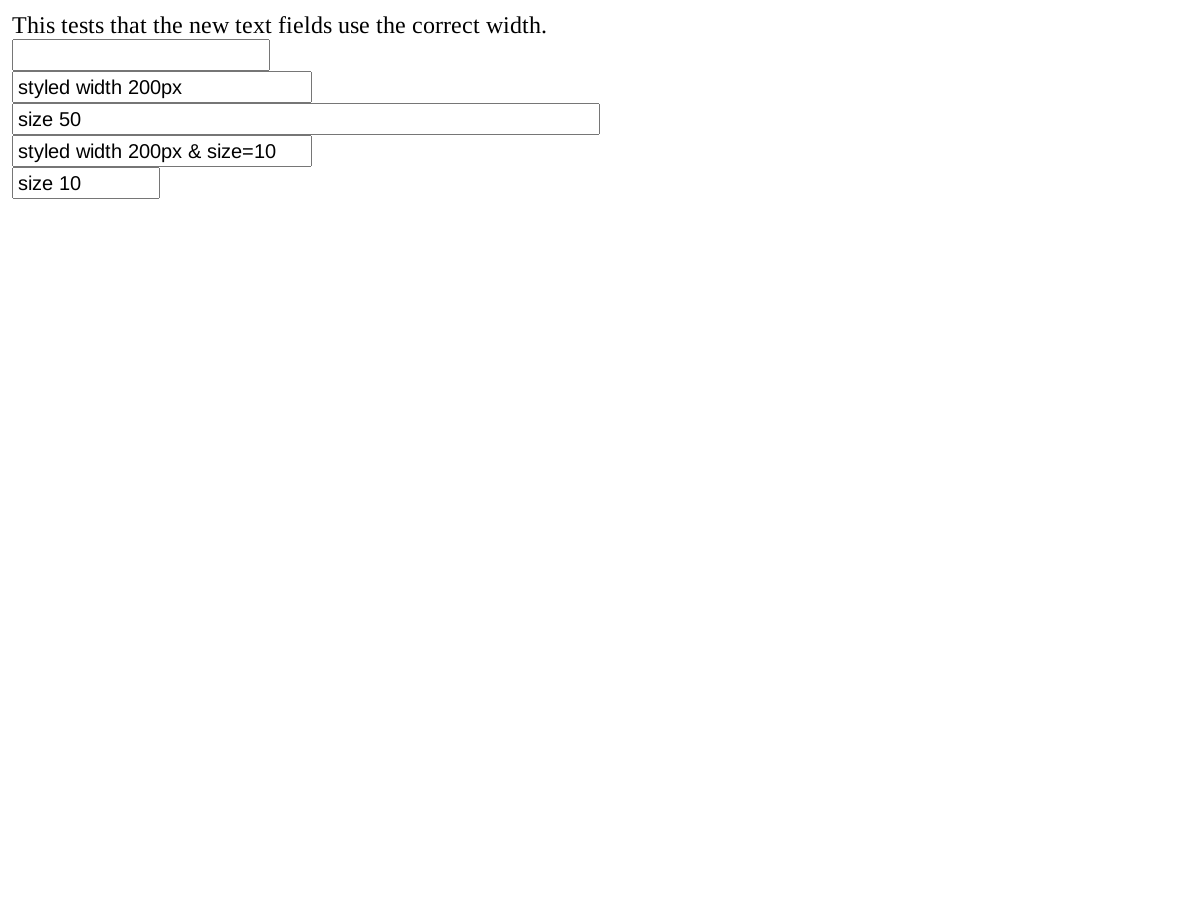 This tests that the new text fields use the correct width.
styled width 200px
size 50
styled width 200px & size=10
size 10